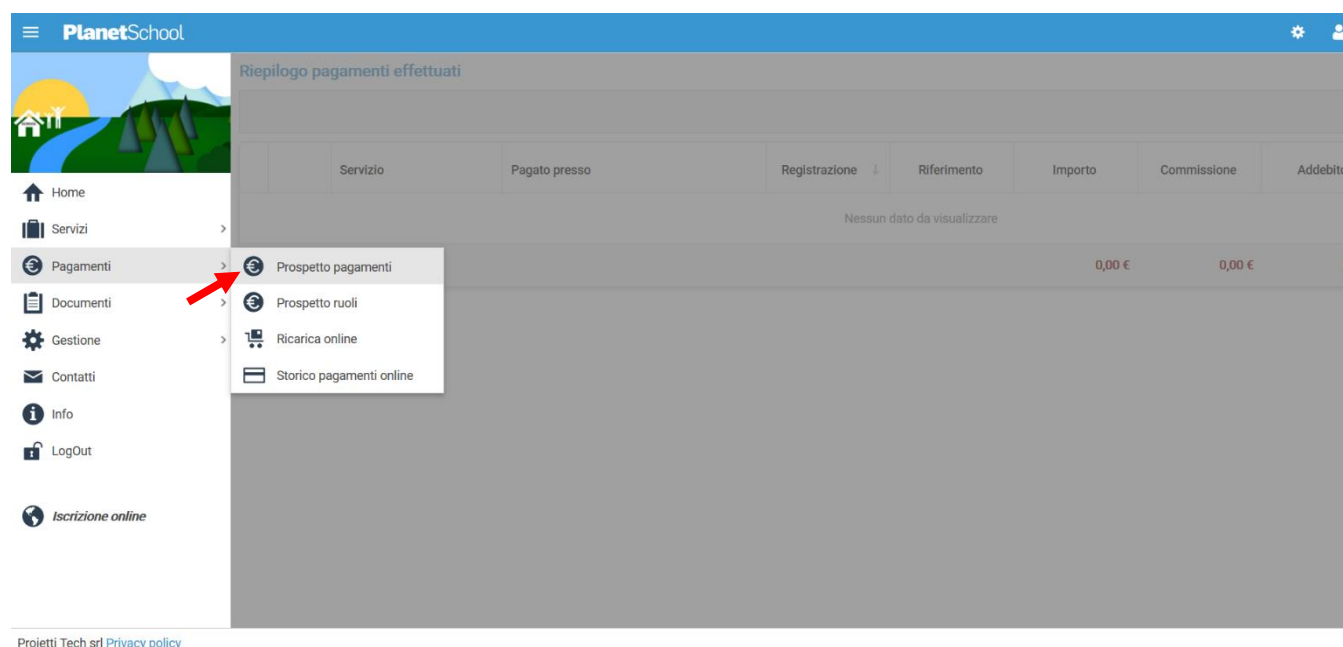 PlanetSchool
Riepilogo pagamenti effettuati
Servizio Pagato presso Registrazione Riferimento Importo Commissione Addebito
Nessun dato da visualizzare
0,00 € 0,00 €
Home
Servizi
Pagamenti
Documenti
Gestione
Contatti
Info
LogOut
Iscrizione online
Prospetto pagamenti
Prospetto ruoli
Ricarica online
Storico pagamenti online
Proietti Tech srl Privacy policy